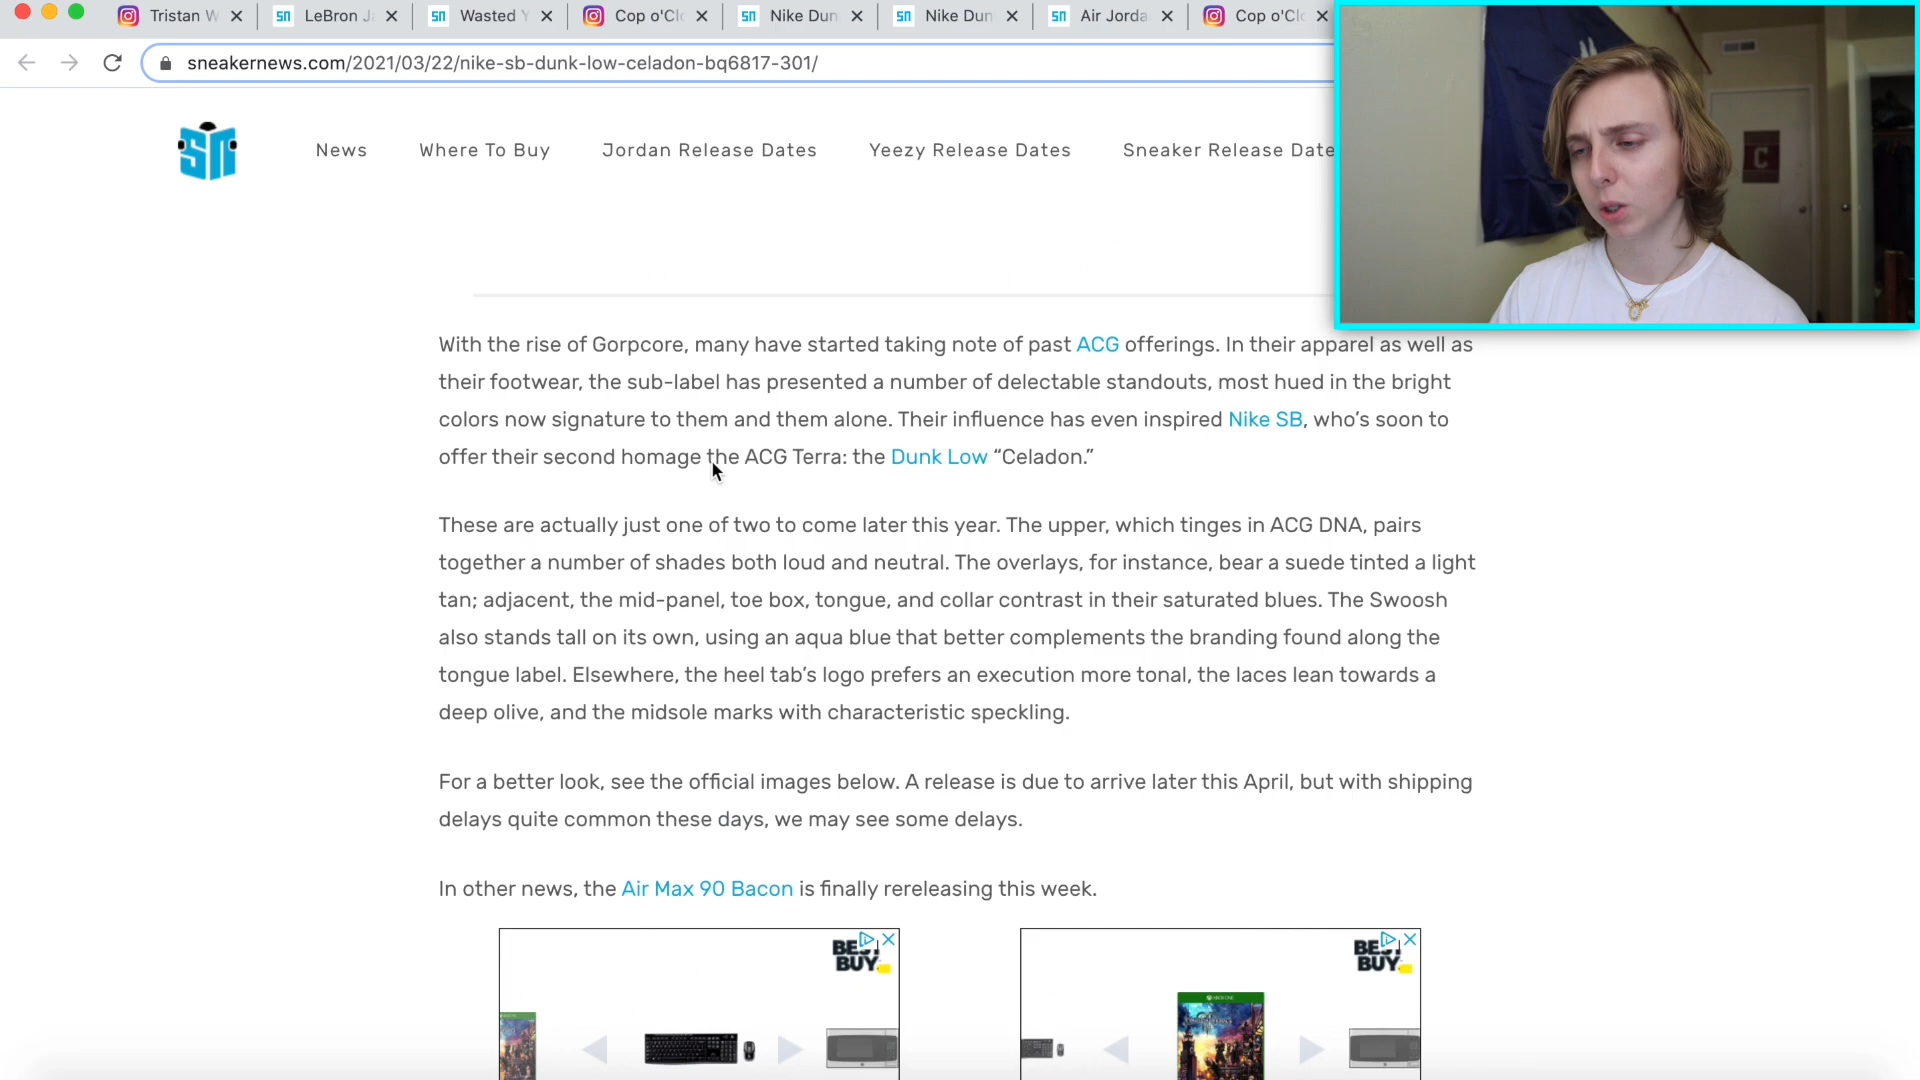 Tristan W
LeBron Ja
Wasted Y
Cop o'Clo
Nike Dun
Nike Dun
Air Jorda
Cop o'Clo
sneakernews.com/2021/03/22/nike-sb-dunk-low-celadon-bq6817-301/
sn
News Where To Buy Jordan Release Dates Yeezy Release Dates Sneaker Release Date
C
With the rise of Gorpcore, many have started taking note of past ACG offerings. In their apparel as well as
their footwear, the sub-label has presented a number of delectable standouts, most hued in the bright
colors now signature to them and them alone. Their influence has even inspired Nike SB, who’s soon to
offer their second homage the ACG Terra: the Dunk Low “Celadon.”
These are actually just one of two to come later this year. The upper, which tinges in ACG DNA, pairs
together a number of shades both loud and neutral. The overlays, for instance, bear a suede tinted a light
tan; adjacent, the mid-panel, toe box, tongue, and collar contrast in their saturated blues. The Swoosh
also stands tall on its own, using an aqua blue that better complements the branding found along the
tongue label. Elsewhere, the heel tab’s logo prefers an execution more tonal, the laces lean towards a
deep olive, and the midsole marks with characteristic speckling.
For a better look, see the official images below. A release is due to arrive later this April, but with shipping
delays quite common these days, we may see some delays.
In other news, the Air Max 90 Bacon is finally rereleasing this week.
BEST BUY
BEST BUY
XBOX ONE